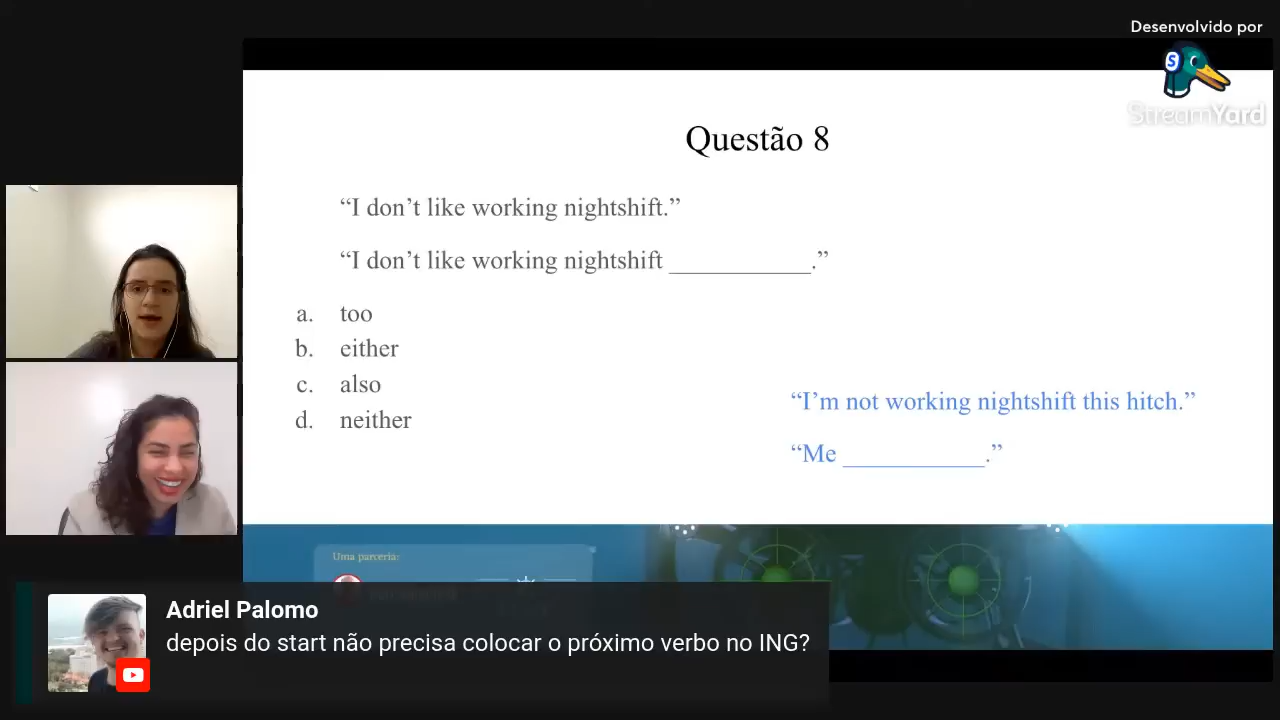 Desenvolvido por
StreamYard
Questão 8
“I don’t like working nightshift.”
“I don’t like working nightshift ___________.”
a. too
b. either
c. also
d. neither
“I’m not working nightshift this hitch.”
“Me ___________.”
Uma parceria:
Adriel Palomo
depois do start não precisa colocar o próximo verbo no ING?